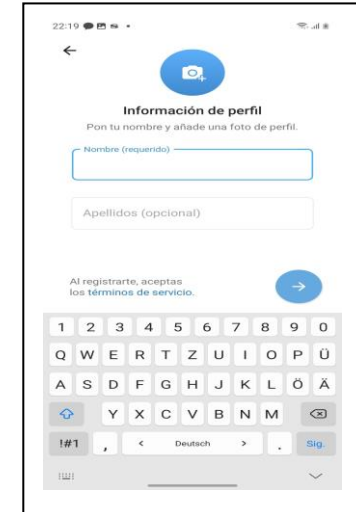 22:19
Información de perfil
Pon tu nombre y añade una foto de perfil.
Nombre (requerido)
Apellidos (opcional)
Al registrarte, aceptas
los términos de servicio.
1 2 3 4 5 6 7 8 9 0
Q W E R T Z U I O P Ü
A S D F G H J K L Ö Ä
Y X C V B N M
!#1 , < Deutsch > . Sig.